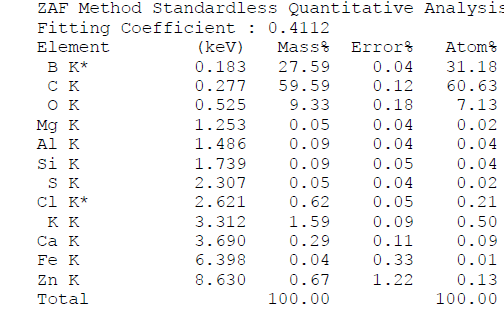 ZAF Method Standardless Quantitative Analysis
Fitting Coefficient : 0.4112
Element (keV) Mass% Error% Atom%
B K* 0.183 27.59 0.04 31.18
C K 0.277 59.59 0.12 60.63
O K 0.525 9.33 0.18 7.13
Mg K 1.253 0.05 0.04 0.02
Al K 1.486 0.09 0.04 0.04
Si K 1.739 0.09 0.05 0.04
S K 2.307 0.05 0.04 0.02
Cl K* 2.621 0.62 0.05 0.21
K K 3.312 1.59 0.09 0.50
Ca K 3.690 0.29 0.11 0.09
Fe K 6.398 0.04 0.33 0.01
Zn K 8.630 0.67 1.22 0.13
Total 100.00 100.00